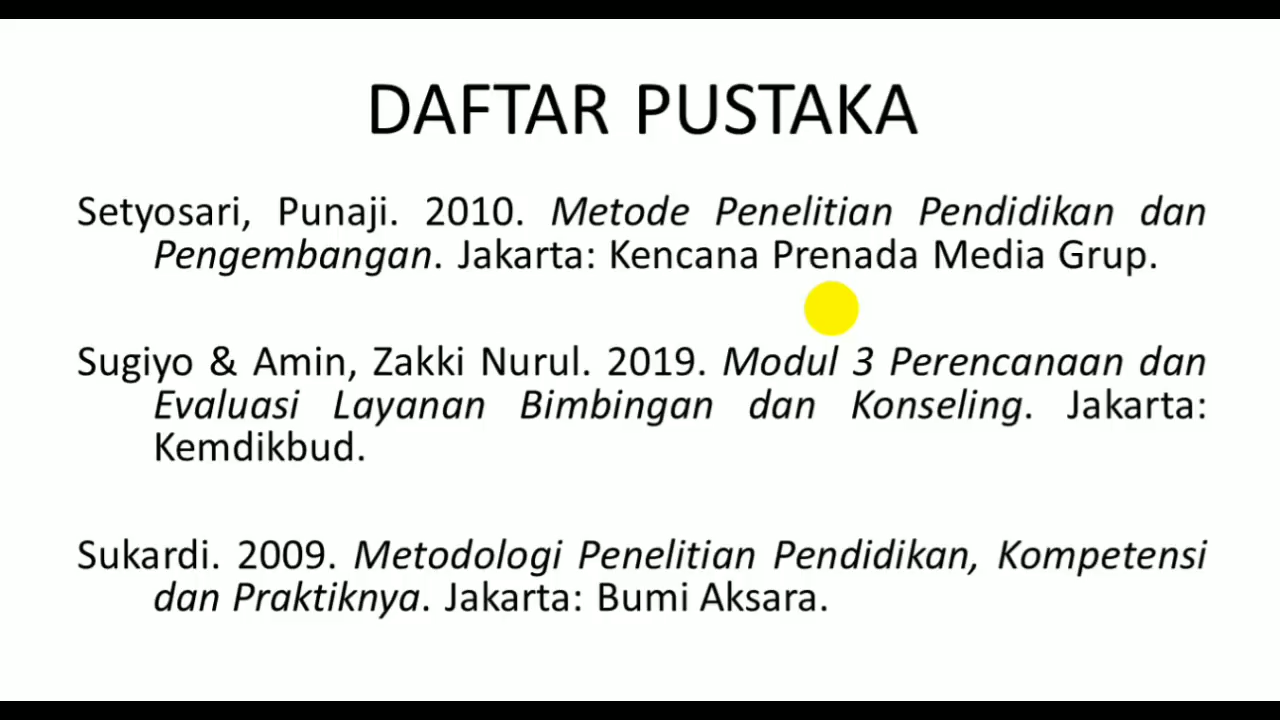 DAFTAR PUSTAKA
Setyosari, Punaji. 2010. Metode Penelitian Pendidikan dan
Pengembangan. Jakarta: Kencana Prenada Media Grup.
Sugiyo & Amin, Zakki Nurul. 2019. Modul 3 Perencanaan dan
Evaluasi Layanan Bimbingan dan Konseling. Jakarta:
Kemdikbud.
Sukardi. 2009. Metodologi Penelitian Pendidikan, Kompetensi
dan Praktiknya. Jakarta: Bumi Aksara.